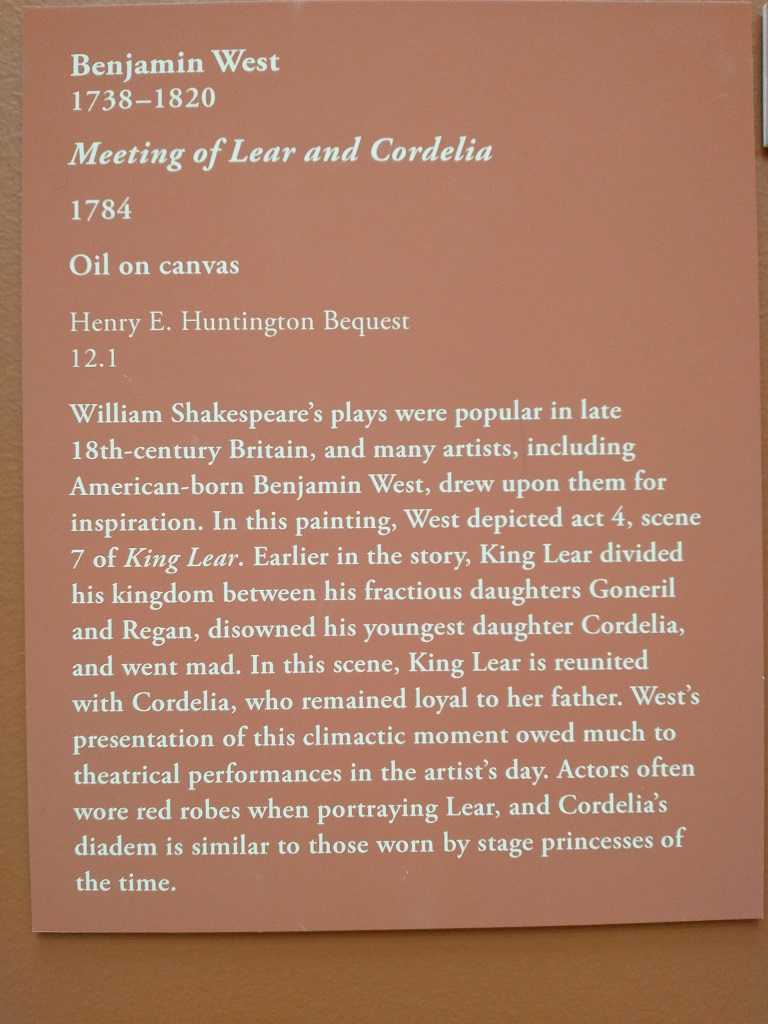 Benjamin West
1738–1820
Meeting of Lear and Cordelia
1784
Oil on canvas
Henry E. Huntington Bequest
12.1
William Shakespeare’s plays were popular in late
18th-century Britain, and many artists, including
American-born Benjamin West, drew upon them for
inspiration. In this painting, West depicted act 4, scene
7 of King Lear. Earlier in the story, King Lear divided
his kingdom between his fractious daughters Goneril
and Regan, disowned his youngest daughter Cordelia,
and went mad. In this scene, King Lear is reunited
with Cordelia, who remained loyal to her father. West’s
presentation of this climactic moment owed much to
theatrical performances in the artist’s day. Actors often
wore red robes when portraying Lear, and Cordelia’s
diadem is similar to those worn by stage princesses of
the time.